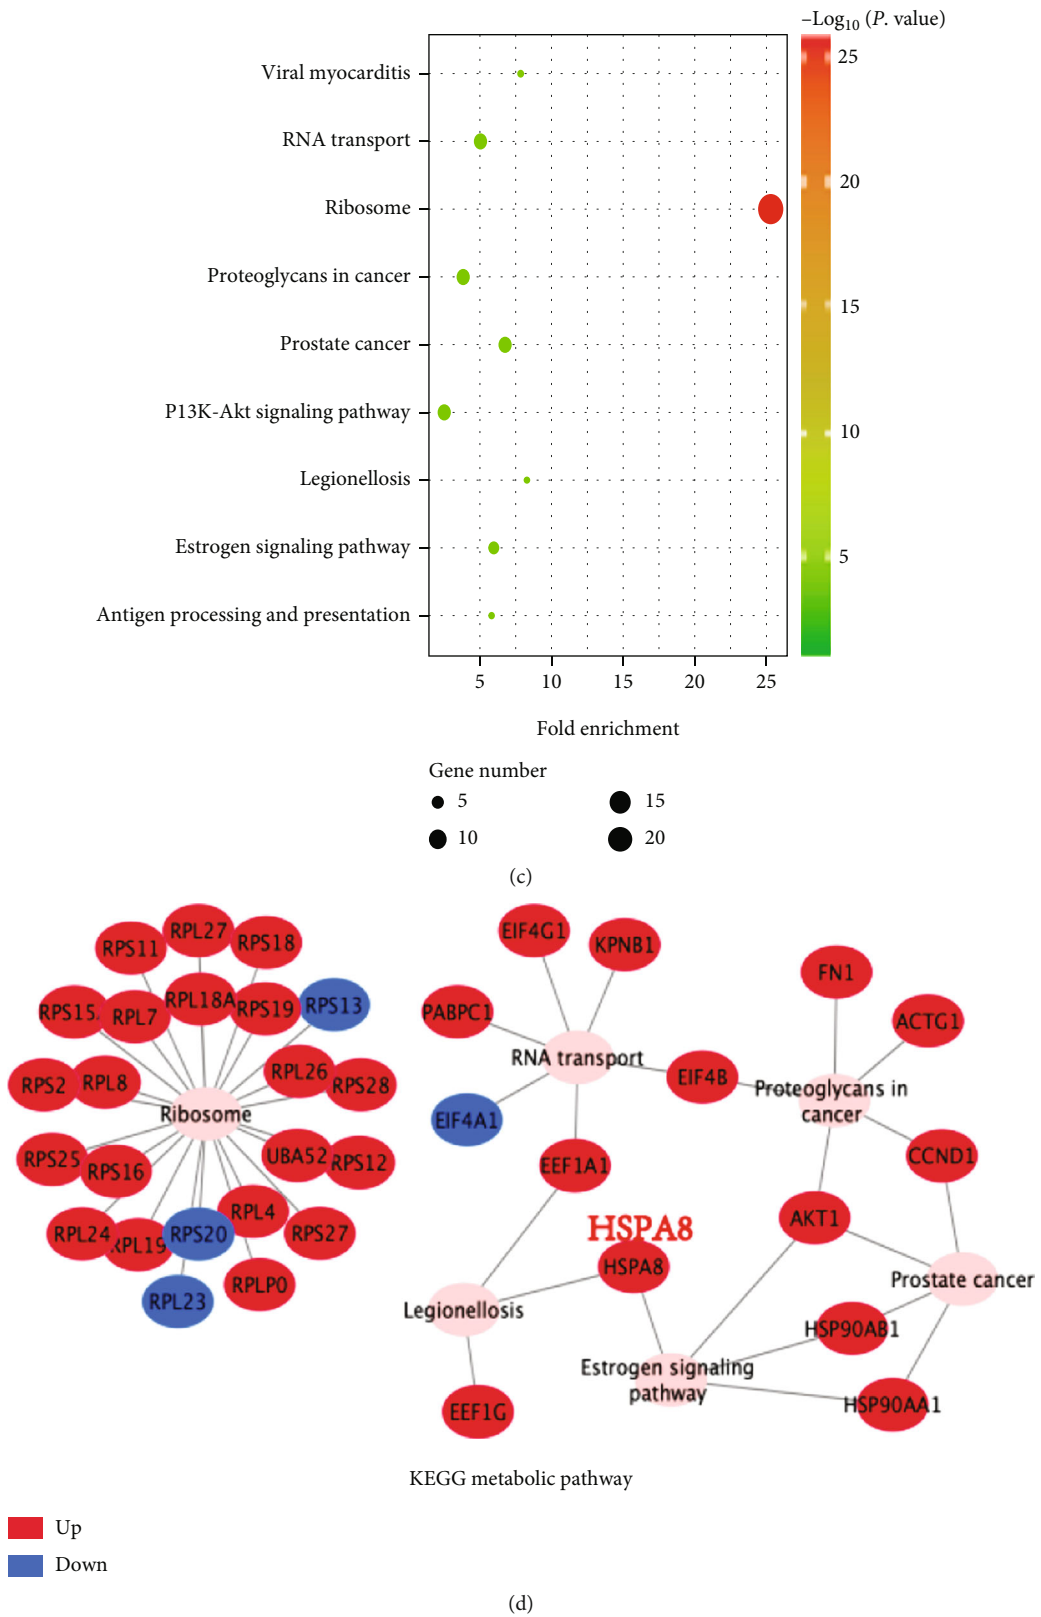 –Log10 (P. value)
Viral myocarditis
RNA transport
Ribosome
Proteoglycans in cancer
Prostate cancer
P13K-Akt signaling pathway
Legionellosis
Estrogen signaling pathway
Antigen processing and presentation
25
20
15
10
5
5 10 15 20 25
Fold enrichment
Gene number
5 15
10 20
(c)
RPS11
RPL27
RPS18
RPS15
RPL7
RPL18A
RPS19
RPS13
RPS2
RPL8
RPL26
RPS28
Ribosome
RPS25
RPS16
UBA52
RPS12
RPL24
RPL19
RPS20
RPL4
RPS27
RPL23
RPLP0
EIF4G1
KPNB1
PABPC1
RNA transport
EIF4A1
EIF4B
EEF1A1
FN1
ACTG1
Proteoglycans in
cancer
CCND1
AKT1
HSPA8
HSPA8
Legionellosis
Prostate cancer
HSP90AB1
Estrogen signaling
pathway
HSP90AA1
EEF1G
KEGG metabolic pathway
Up
Down
(d)